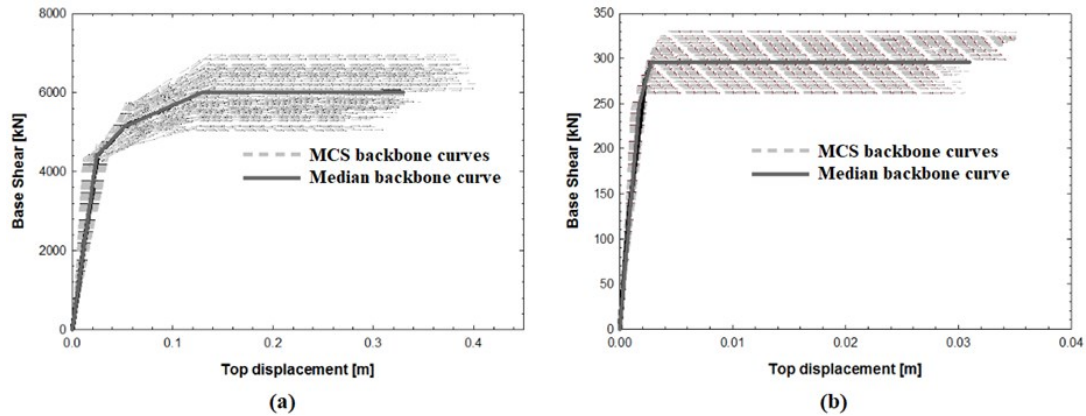 8000
6000
4000
2000
0
Base Shear [kN]
MCS backbone curves
Median backbone curve
0.0 0.1 0.2 0.3 0.4
Top displacement [m]
(a)
350
300
250
200
150
100
50
0
Base Shear [kN]
MCS backbone curves
Median backbone curve
0.00 0.01 0.02 0.03 0.04
Top displacement [m]
(b)